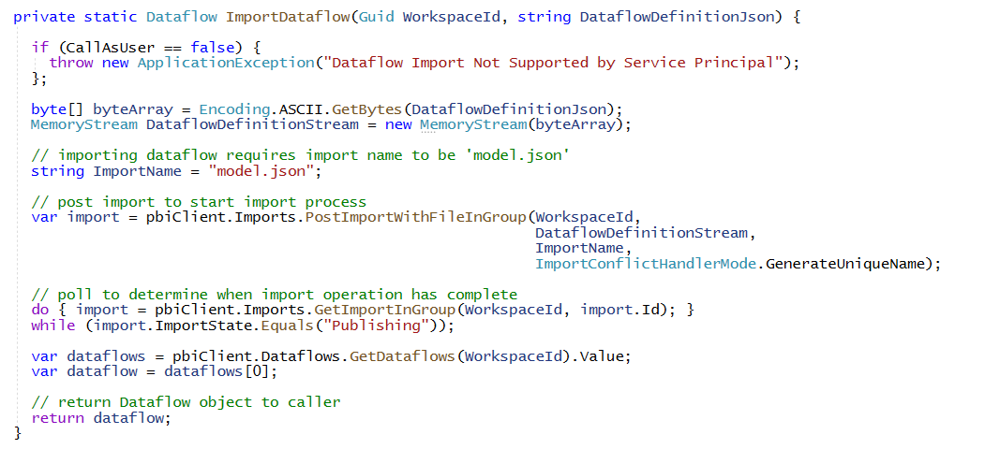 private static Dataflow ImportDataflow(Guid WorkspaceId, string DataflowDefinitionJson) {
if (CallAsUser == false) {
throw new ApplicationException("Dataflow Import Not Supported by Service Principal");
};
byte[] byteArray = Encoding.ASCII.GetBytes(DataflowDefinitionJson);
MemoryStream DataflowDefinitionStream = new MemoryStream(byteArray);
// importing dataflow requires import name to be 'model.json'
string ImportName = "model.json";
// post import to start import process
var import = pbiClient.Imports.PostImportWithFileInGroup(WorkspaceId,
DataflowDefinitionStream,
ImportName,
ImportConflictHandlerMode.GenerateUniqueName);
// poll to determine when import operation has complete
do { import = pbiClient.Imports.GetImportInGroup(WorkspaceId, import.Id); }
while (import.ImportState.Equals("Publishing"));
var dataflows = pbiClient.Dataflows.GetDataflows(WorkspaceId).Value;
var dataflow = dataflows[0];
// return Dataflow object to caller
return dataflow;
}